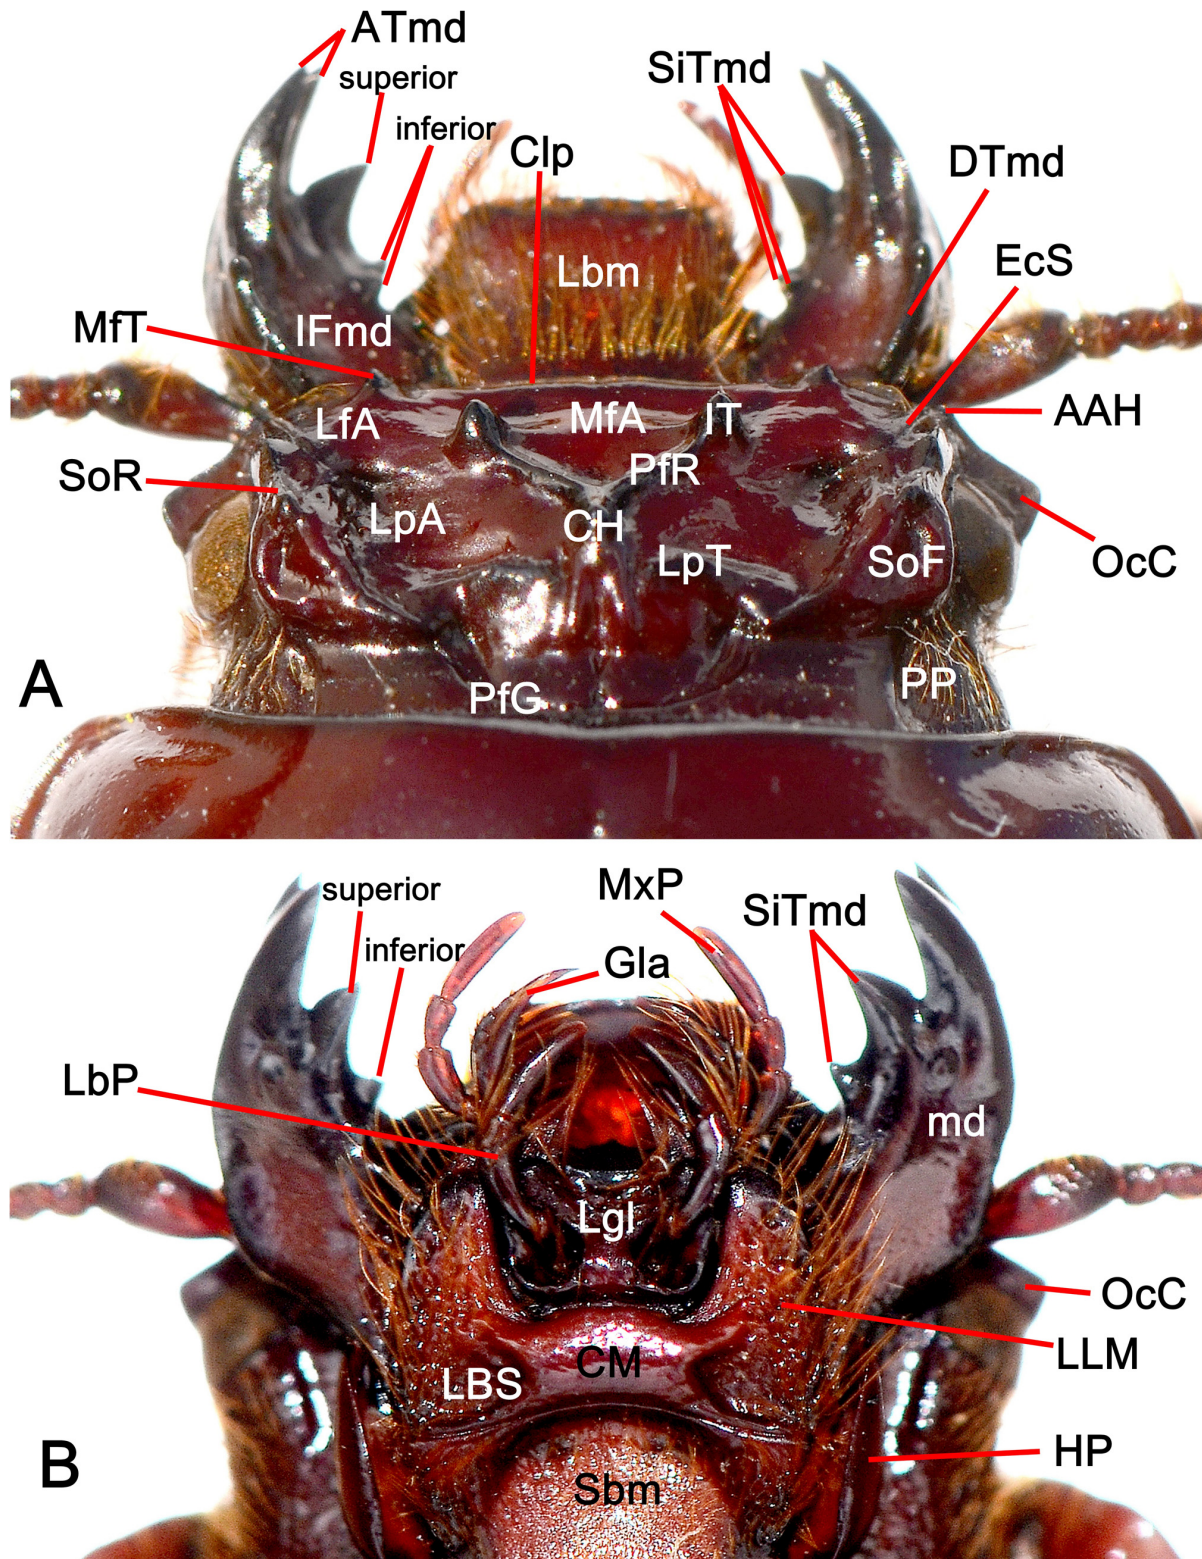 ATmd
superior
SiTmd
inferior
Clp
DTmd
Lbm
EcS
MfT
IFmd
AAH
LfA
MfA
IT
SoR
PfR
LpA
CH
LpT
SoF
OcC
A
PfG
PP
superior
MxP
SiTmd
inferior
Gla
LbP
md
Lgl
OcC
LLM
CM
LBS
B
HP
Sbm